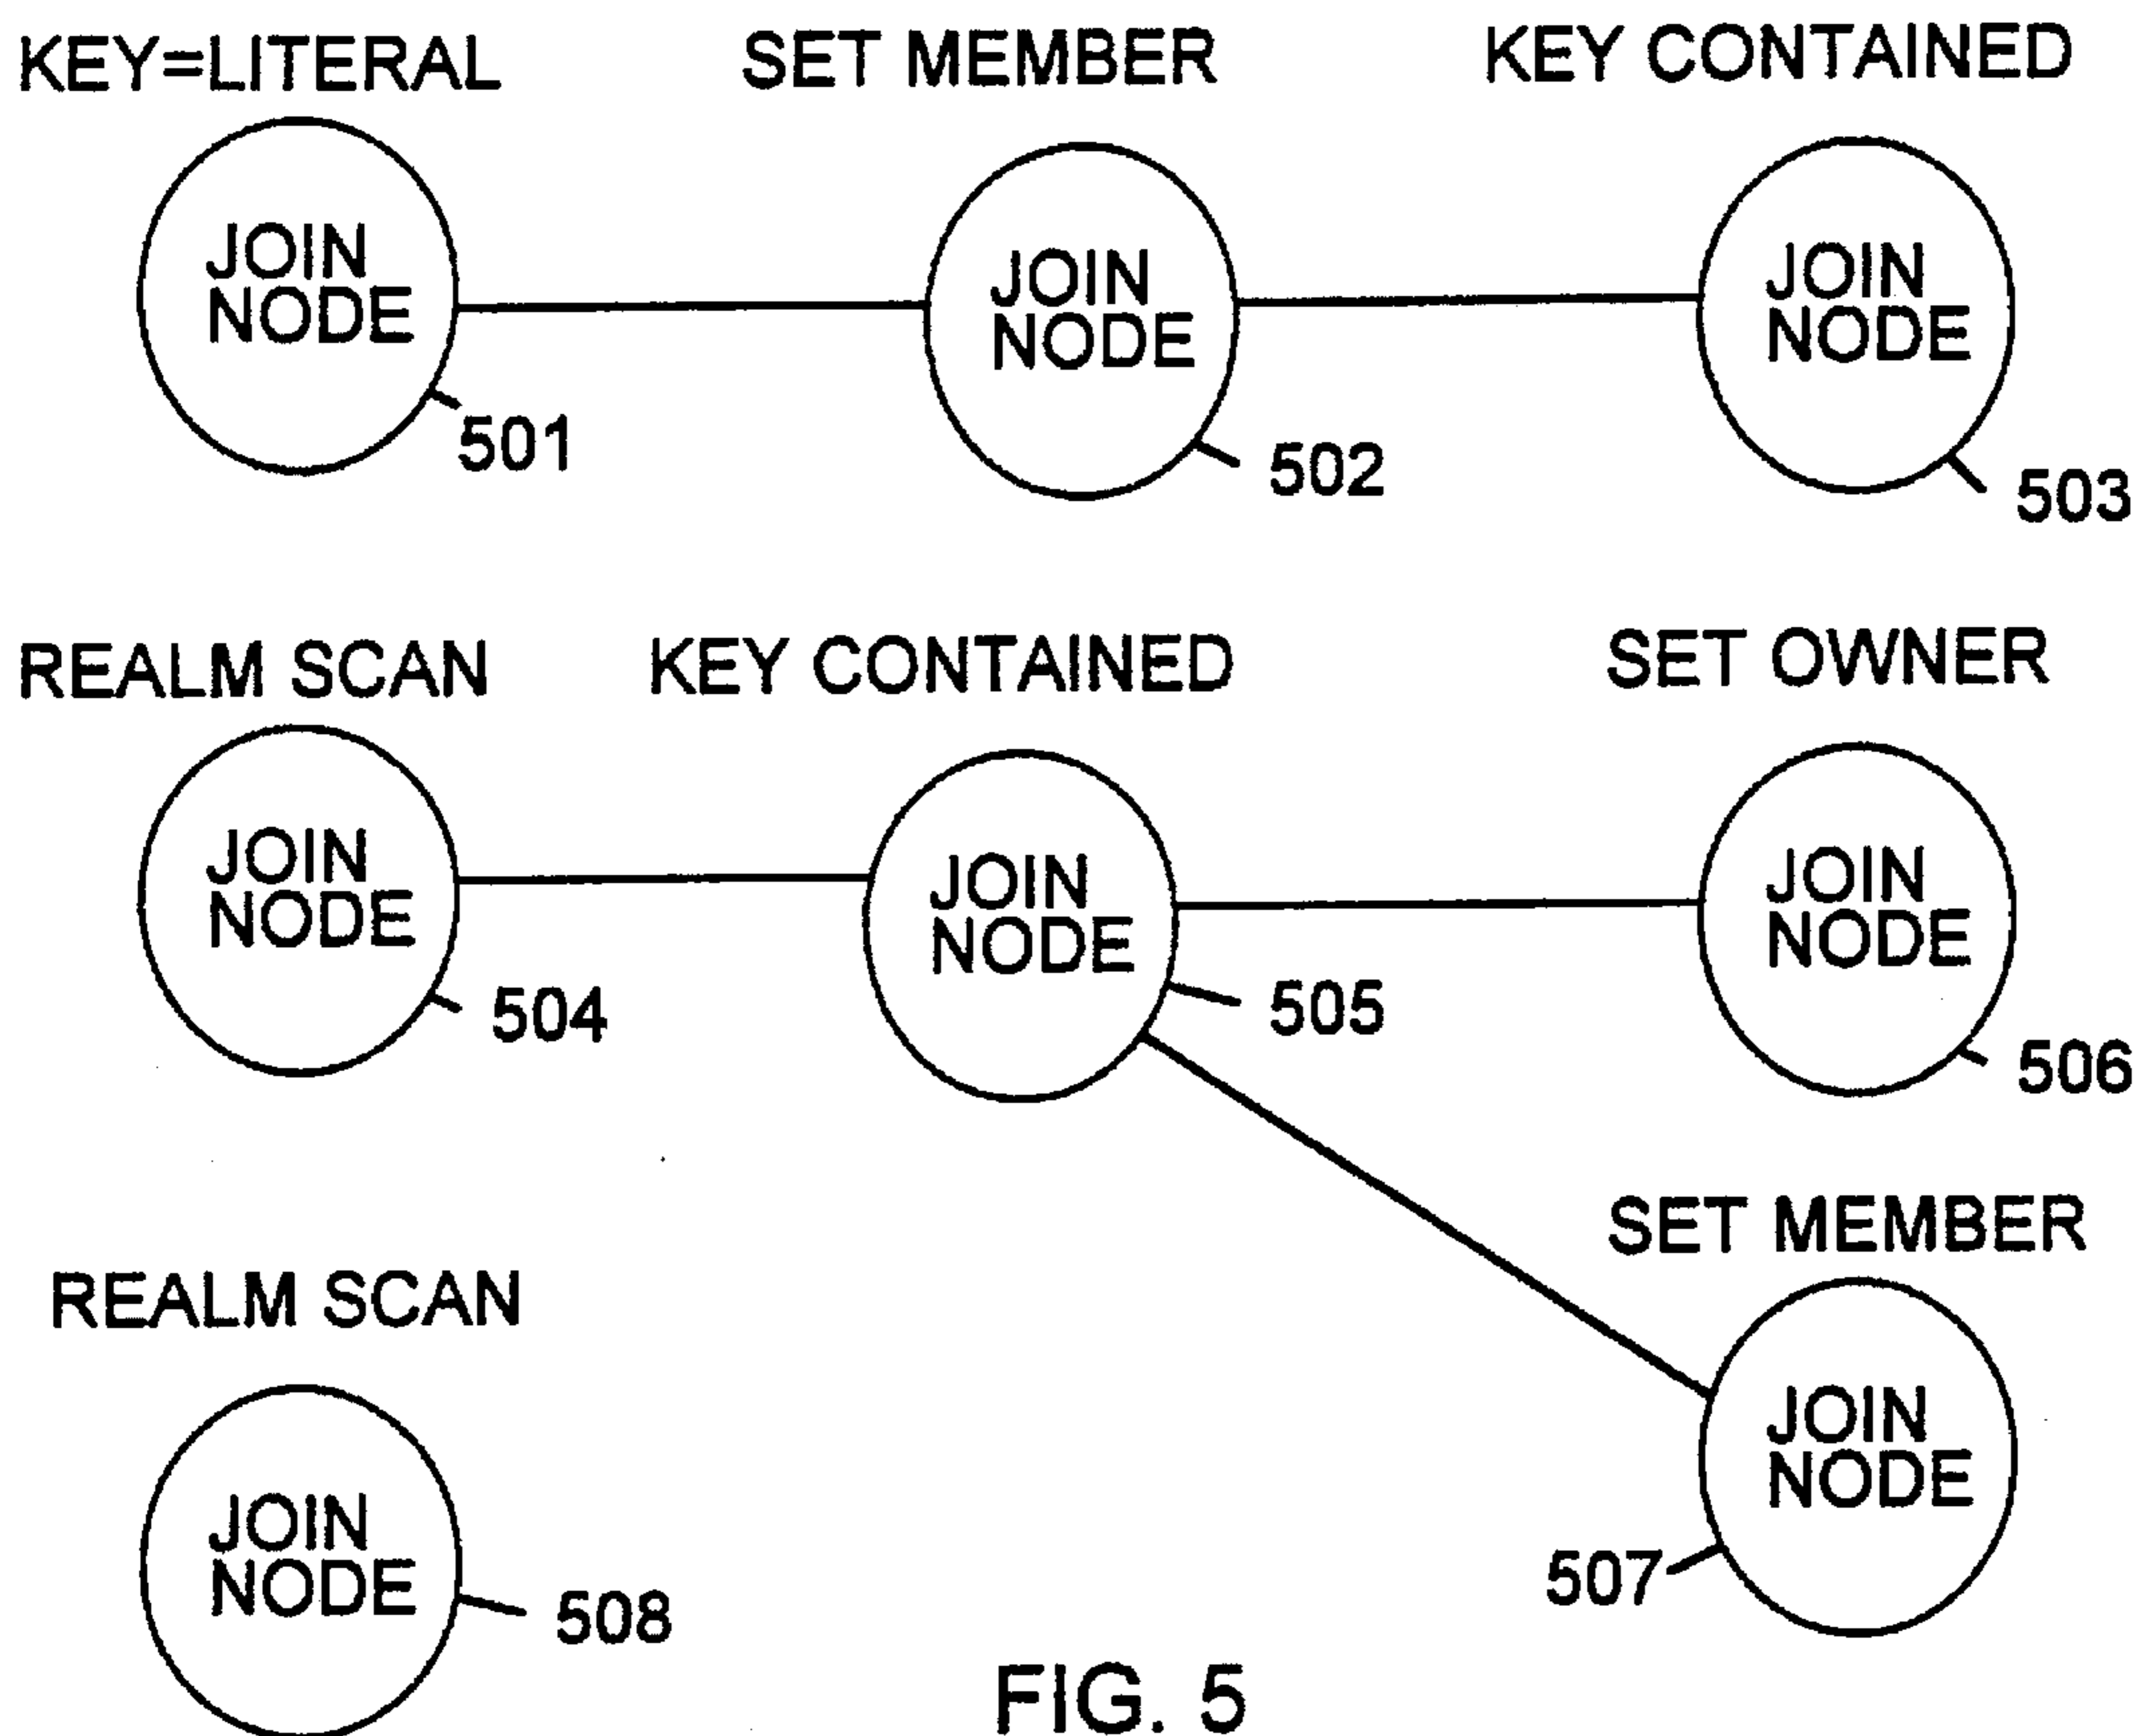 KEY=LITERAL
SET MEMBER
KEY CONTAINED
JOIN
NODE
501
JOIN
NODE
502
JOIN
NODE
503
REALM SCAN
KEY CONTAINED
SET OWNER
JOIN
NODE
504
JOIN
NODE
505
JOIN
NODE
506
SET MEMBER
JOIN
NODE
507
REALM SCAN
JOIN
NODE
508
FIG. 5